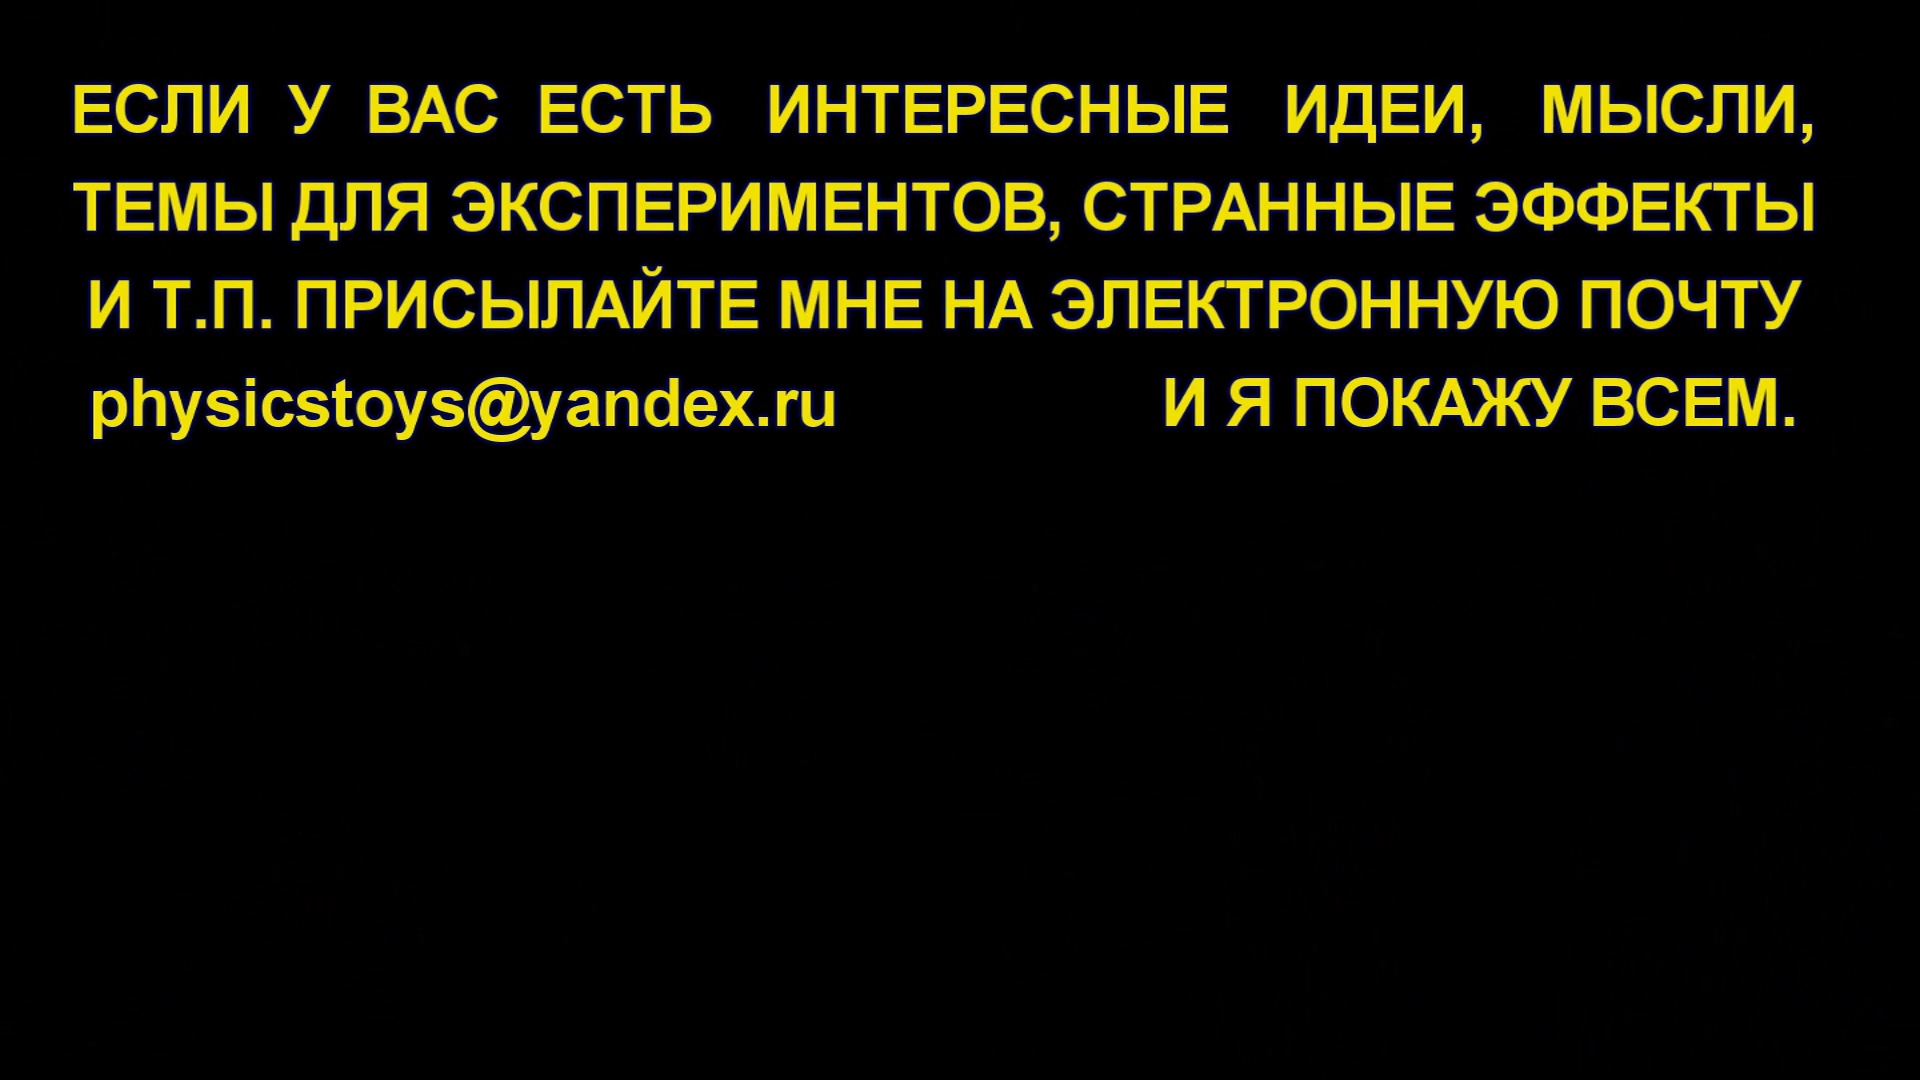 ЕСЛИ У ВАС ЕСТЬ ИНТЕРЕСНЫЕ ИДЕИ, МЫСЛИ,
ТЕМЫ ДЛЯ ЭКСПЕРИМЕНТОВ, СТРАННЫЕ ЭФФЕКТЫ
И Т.П. ПРИСЫЛАЙТЕ МНЕ НА ЭЛЕКТРОННУЮ ПОЧТУ
physicstoys@yandex.ru И Я ПОКАЖУ ВСЕМ.